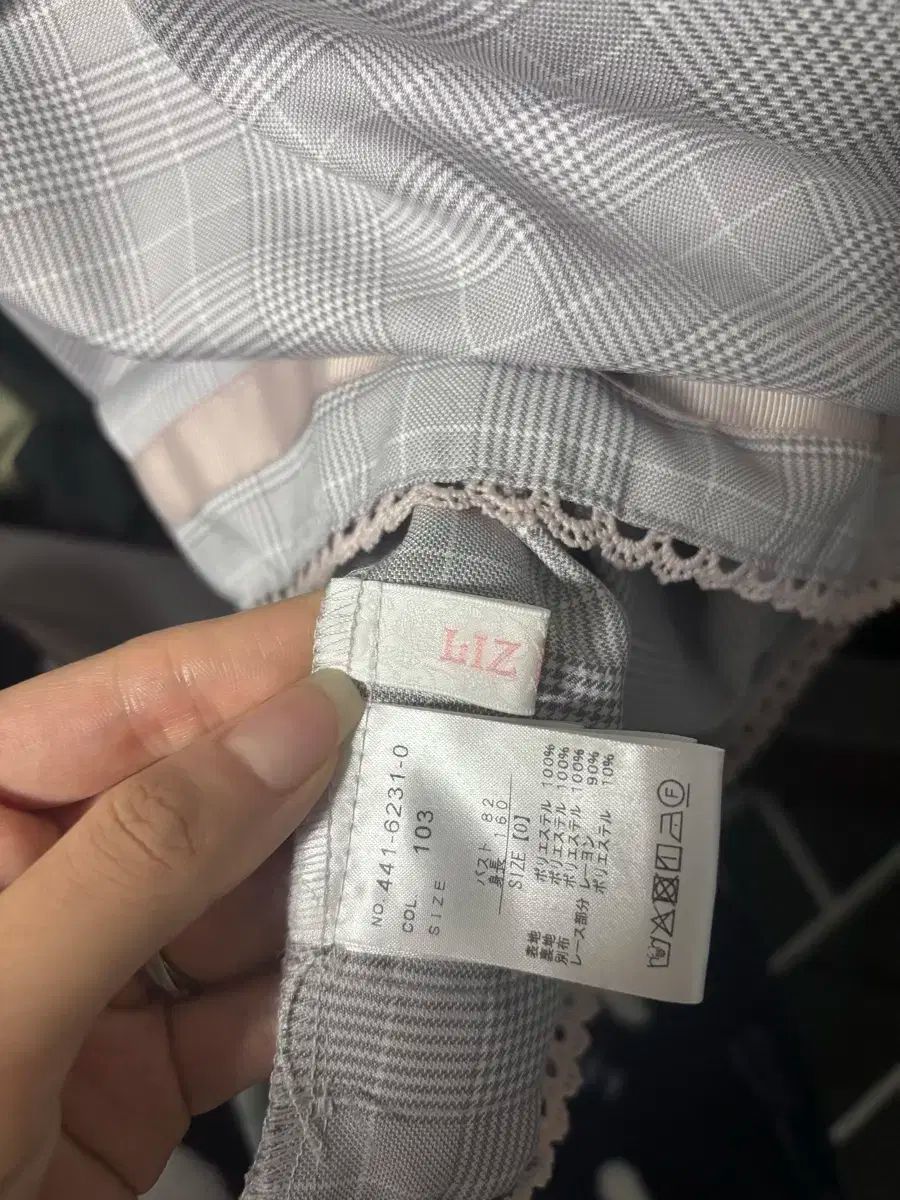 LIZ
NO. 441-6231-0
COL. 103
SIZE
バスト 82
身長 160
SIZE [0]
表地 ポリエステル 100%
裏地 ポリエステル 100%
別布 ポリエステル 100%
レース部分 レーヨン 90%
ポリエステル 10%
F